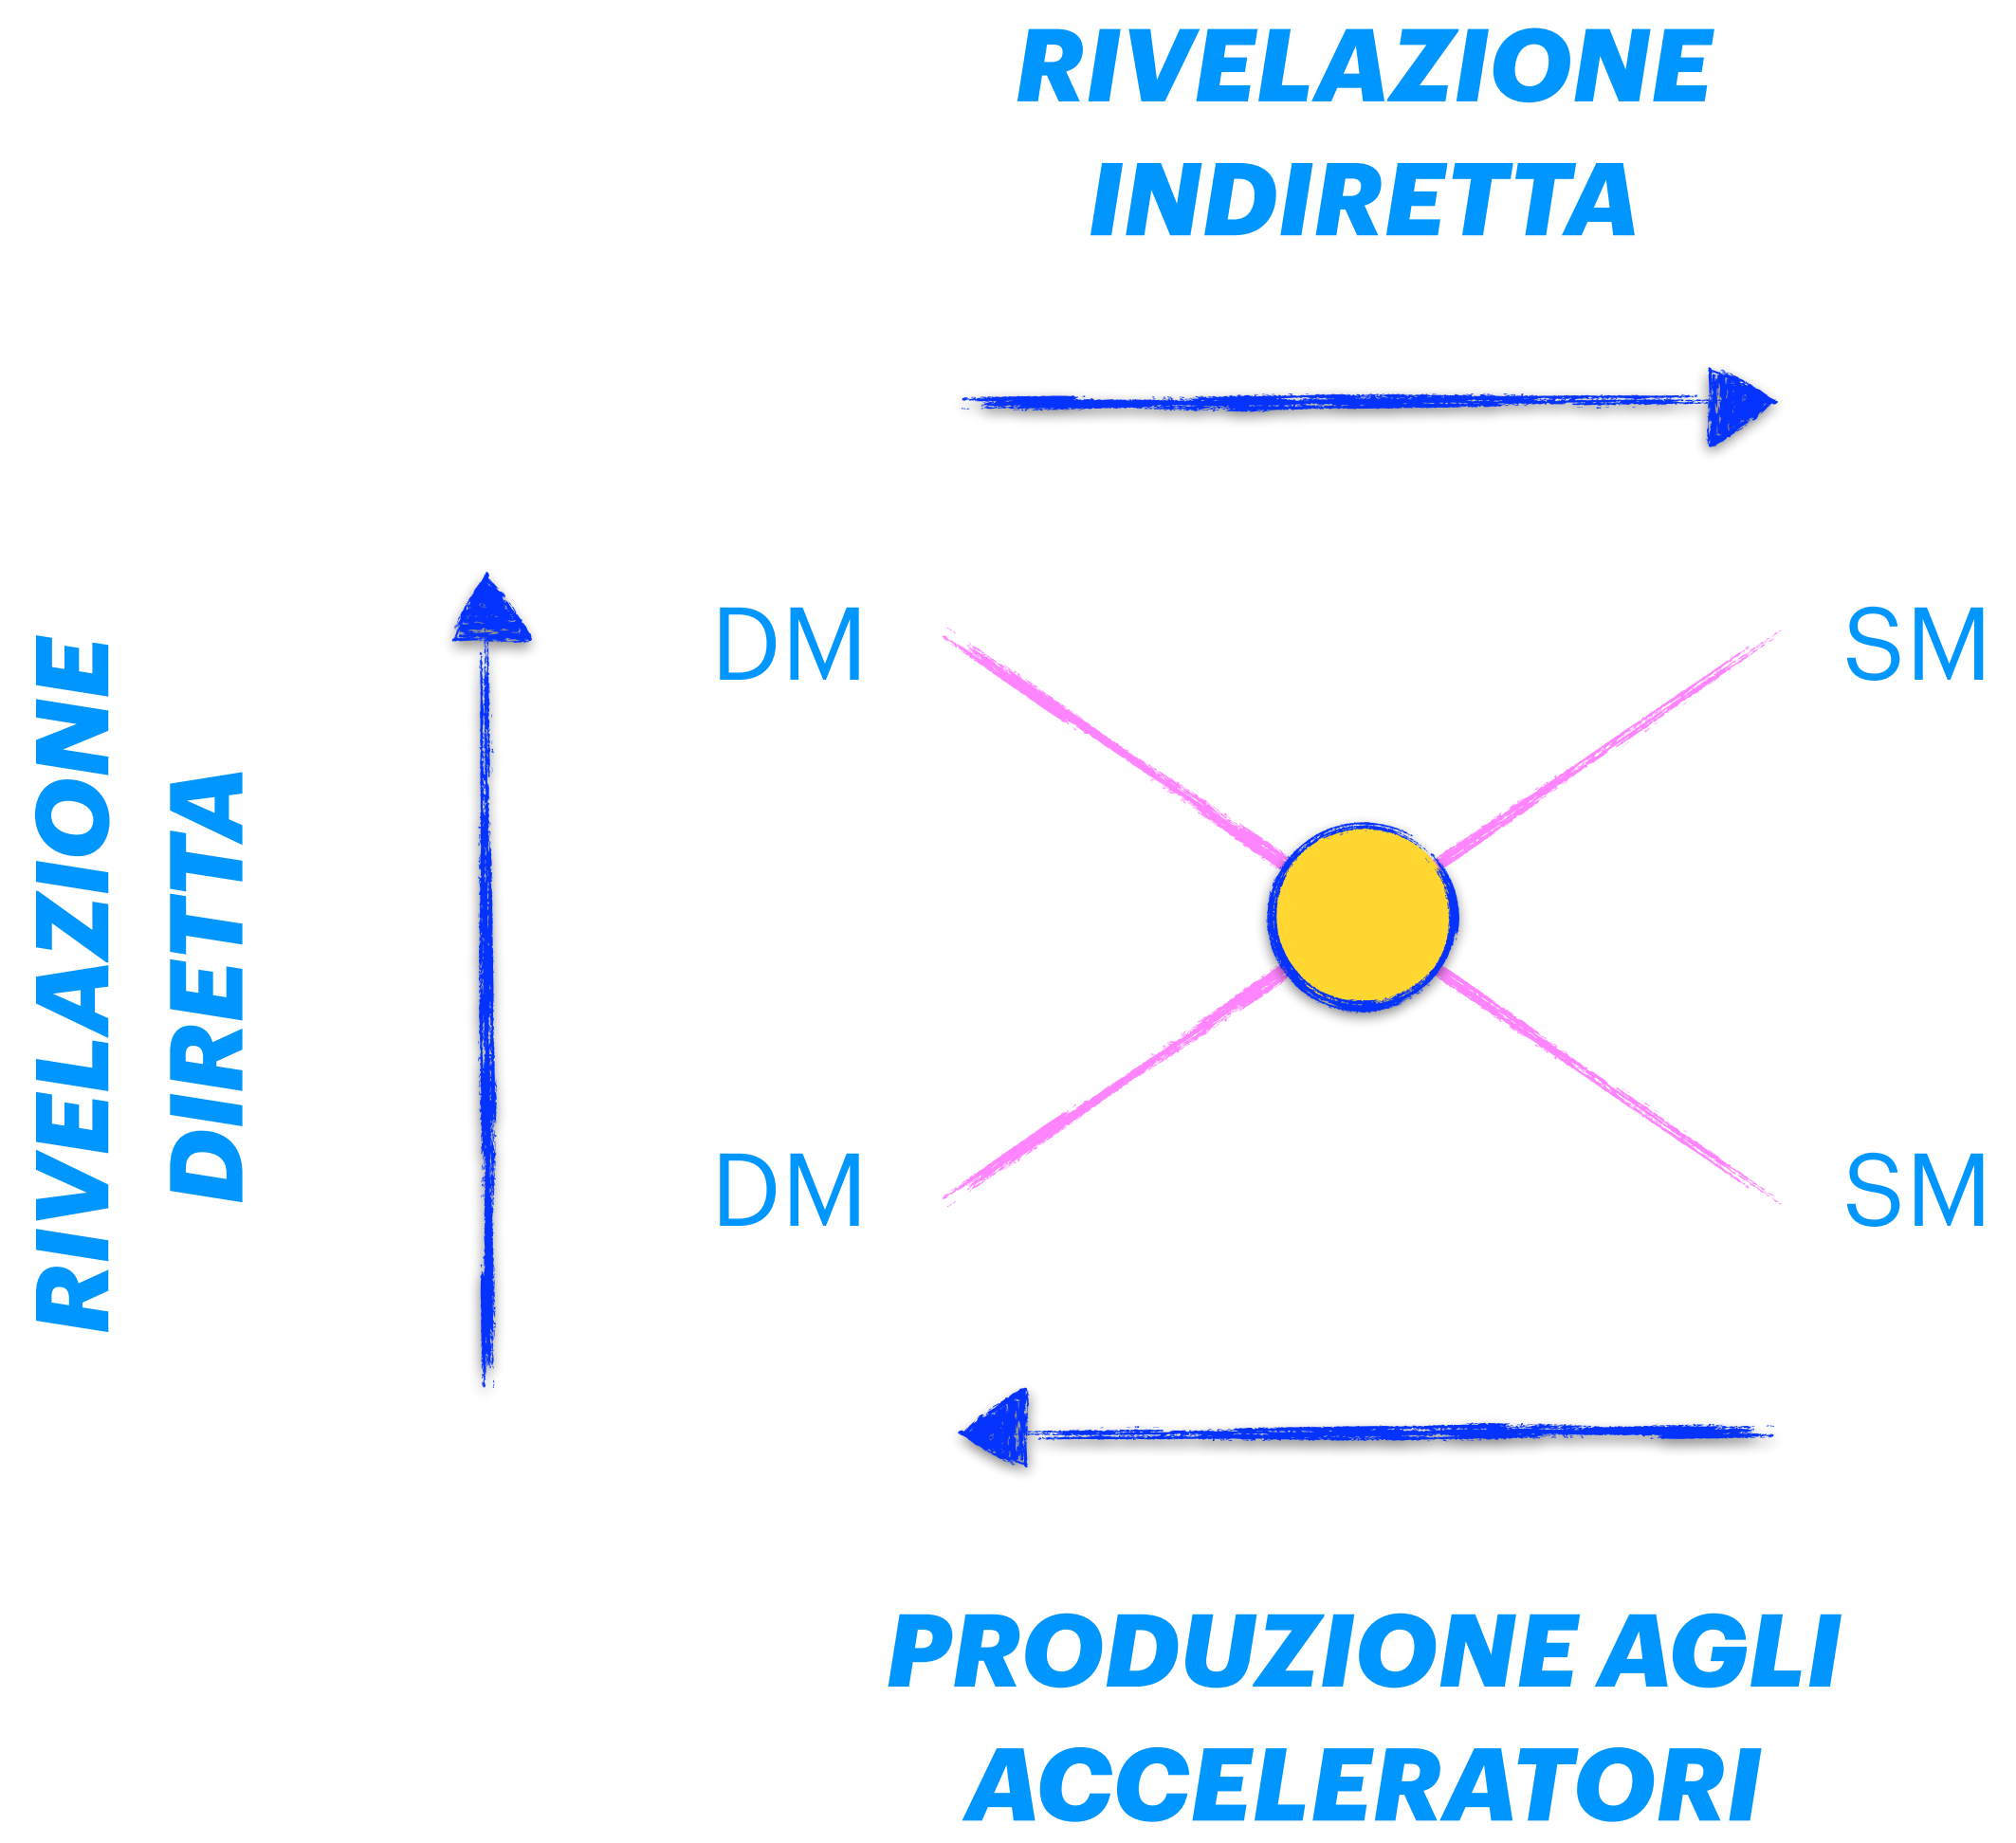 RIVELAZIONE
INDIRETTA
RIVELAZIONE
DIRETTA
DM
SM
DM
SM
PRODUZIONE AGLI
ACCELERATORI